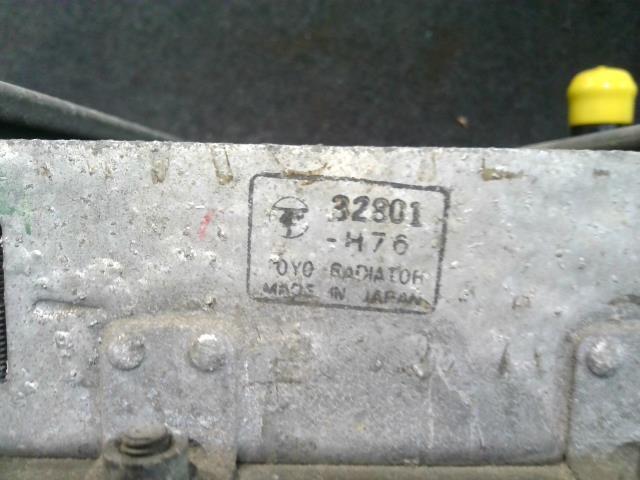 32801
-H76
OYO RADIATOR
MADE IN JAPAN